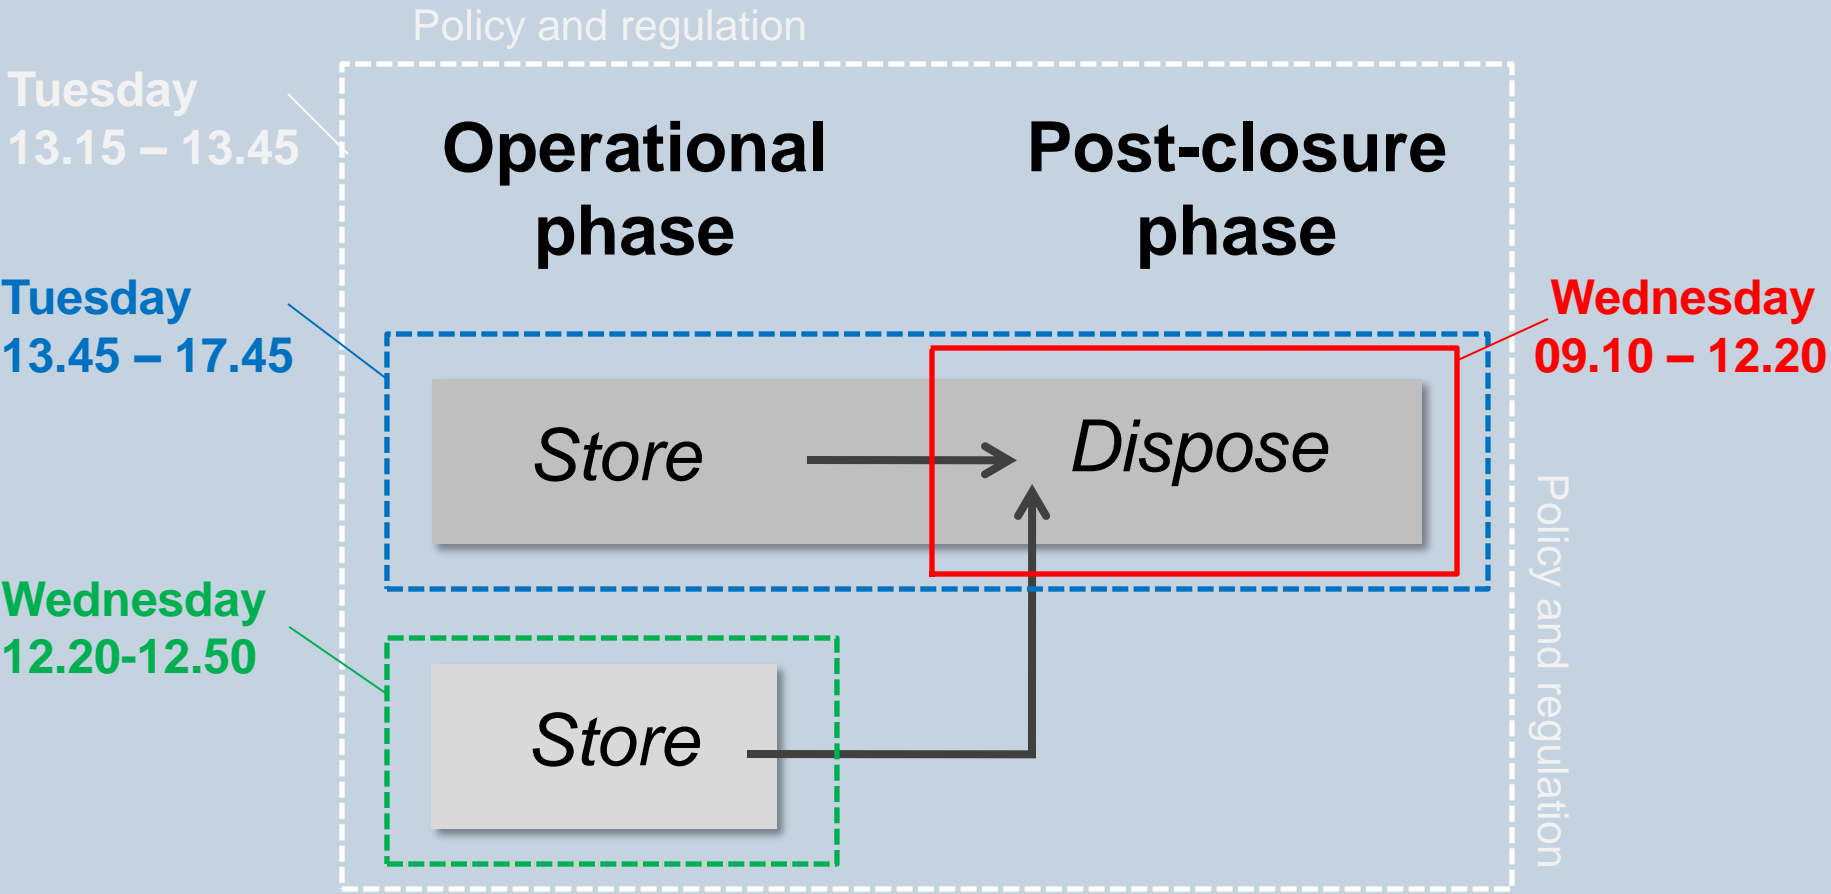 Policy and regulation
Tuesday
13.15 – 13.45
Operational
phase
Post-closure
phase
Tuesday
13.45 – 17.45
Wednesday
09.10 – 12.20
Store
Dispose
Policy and regulation
Wednesday
12.20-12.50
Store